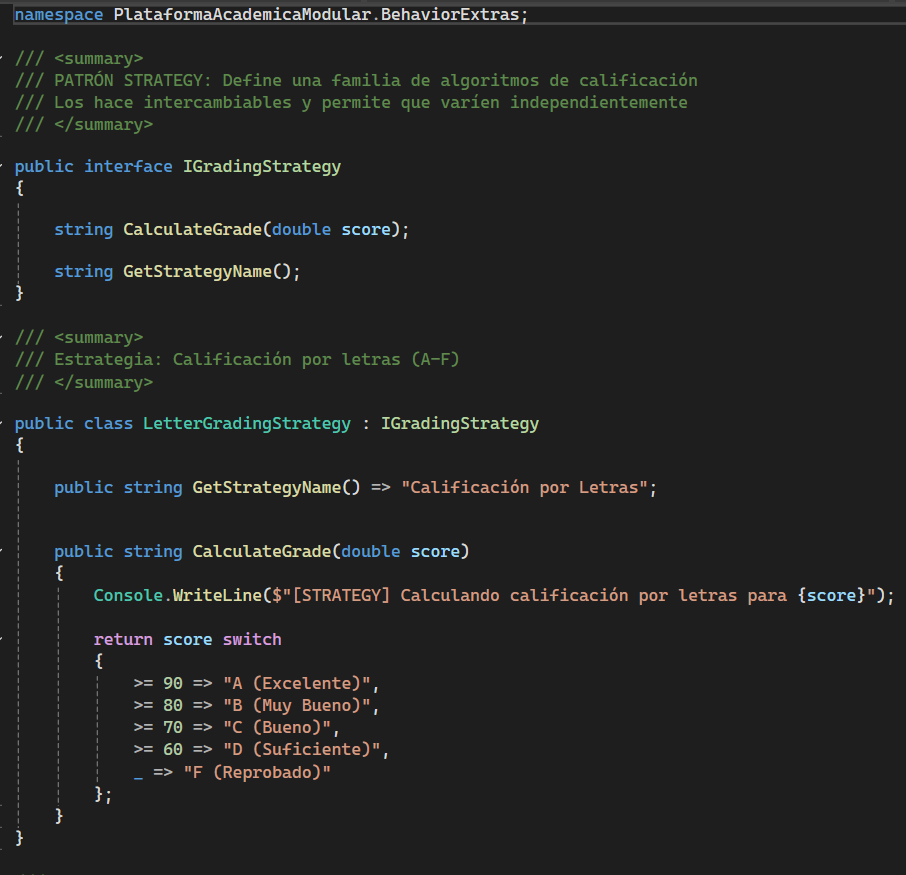 namespace PlataformaAcademicaModular.BehaviorExtras;
/// <summary>
/// PATRÓN STRATEGY: Define una familia de algoritmos de calificación
/// Los hace intercambiables y permite que varíen independientemente
/// </summary>
public interface IGradingStrategy
{
string CalculateGrade(double score);
string GetStrategyName();
}
/// <summary>
/// Estrategia: Calificación por letras (A-F)
/// </summary>
public class LetterGradingStrategy : IGradingStrategy
{
public string GetStrategyName() => "Calificación por Letras";
public string CalculateGrade(double score)
{
Console.WriteLine($"[STRATEGY] Calculando calificación por letras para {score}");
return score switch
{
>= 90 => "A (Excelente)",
>= 80 => "B (Muy Bueno)",
>= 70 => "C (Bueno)",
>= 60 => "D (Suficiente)",
_ => "F (Reprobado)"
};
}
}